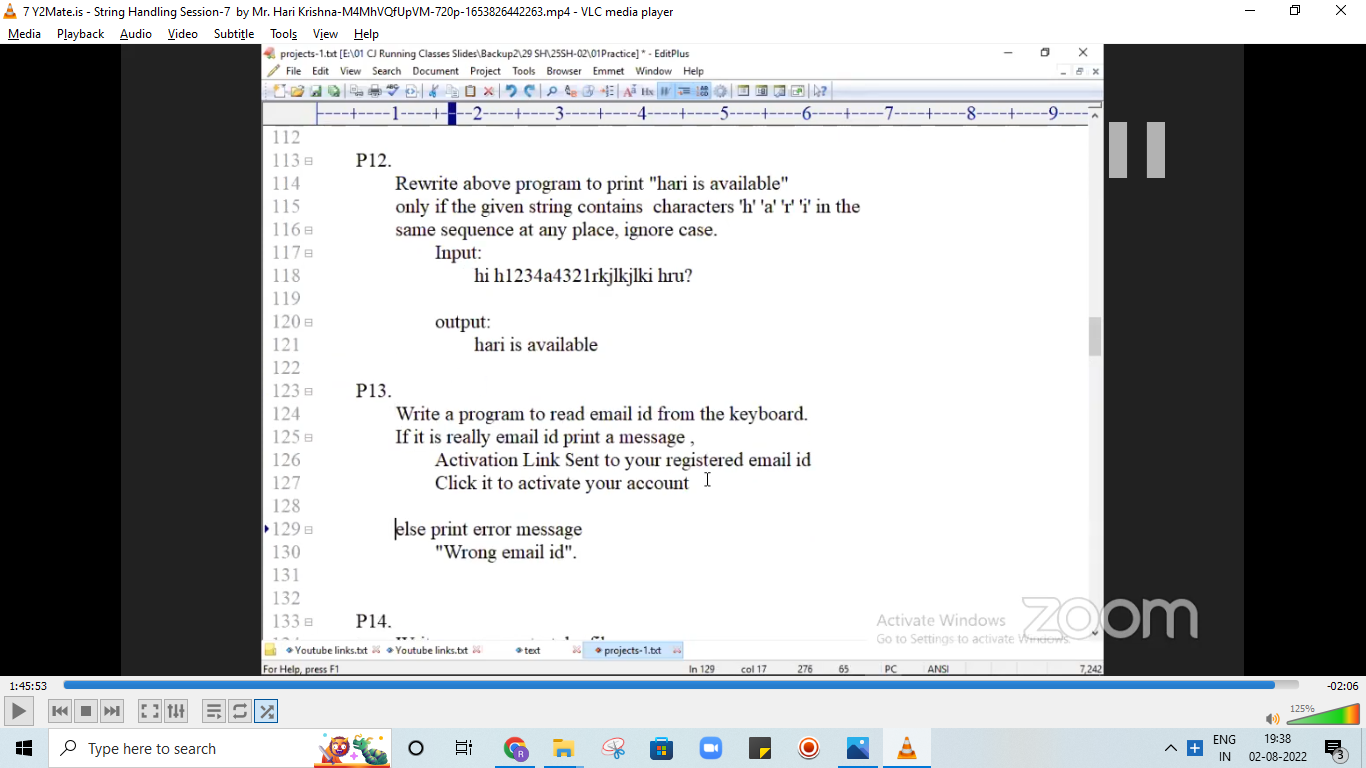 7 Y2Mate.is - String Handling Session-7 by Mr. Hari Krishna-M4MhVQfUpVM-720p-1653826442263.mp4 - VLC media player
Media Playback Audio Video Subtitle Tools View Help
projects-1.txt [E:\01 CJ Running Classes Slides\Backup2\29 SH\25SH-02\01Practice] * - EditPlus
File Edit View Search Document Project Tools Browser Emmet Window Help
----+----1----+----2----+----3----+----4----+----5----+----6----+----7----+----8----+----9----
112
113 P12.
114 Rewrite above program to print "hari is available"
115 only if the given string contains characters 'h' 'a' 'r' 'i' in the
116 same sequence at any place, ignore case.
117 Input:
118 hi h1234a4321rkjlkjlki hru?
119
120 output:
121 hari is available
122
123 P13.
124 Write a program to read email id from the keyboard.
125 If it is really email id print a message ,
126 Activation Link Sent to your registered email id
127 Click it to activate your account
128
129 else print error message
130 "Wrong email id".
131
132
133 P14.
Activate Windows
Go to Settings to activate Windows.
zoom
Youtube links.txt Youtube links.txt text projects-1.txt
For Help, press F1 ln 129 col 17 276 65 PC ANSI 7,242
1:45:53 -02:06
125%
Type here to search
ENG
IN
19:38
02-08-2022
3